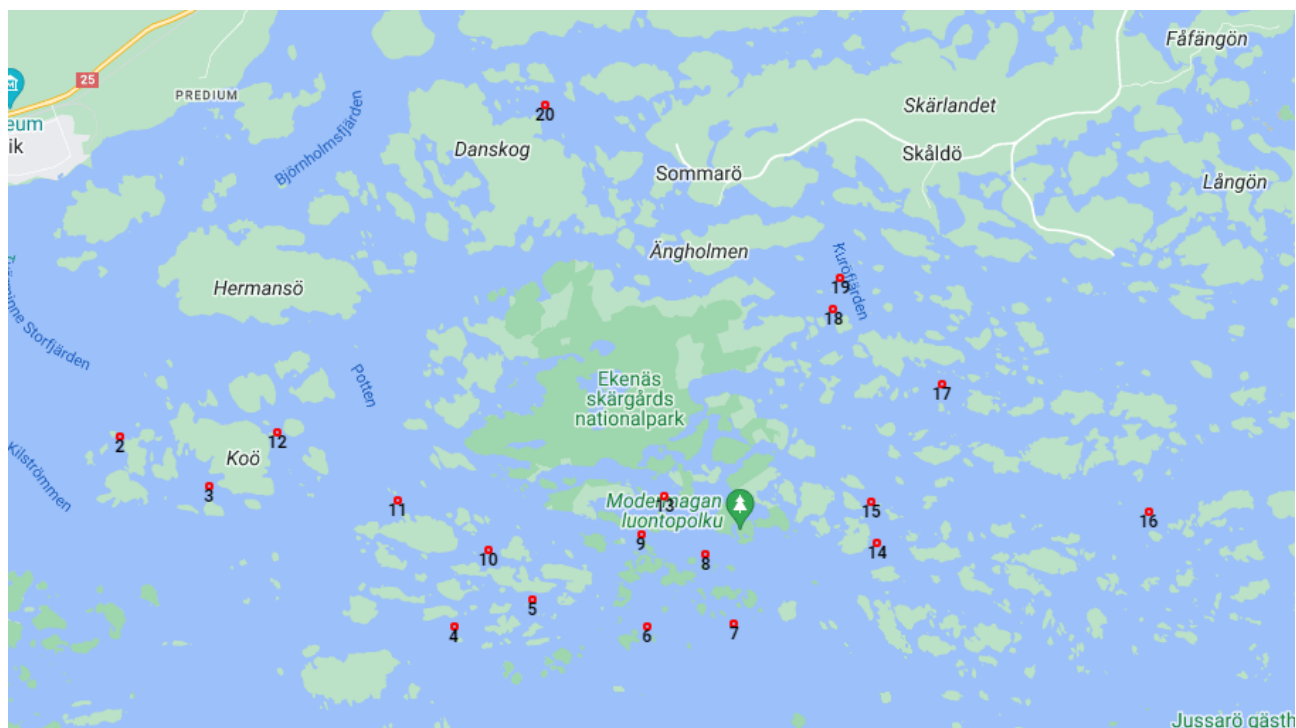 Fåfängön
25
PREDIUM
Skärlandet
20
eum
ik
Björnholmsfjärden
Danskog
Skåldö
Sommarö
Långön
Ängholmen
Kuröfjärden
Hermansö
19
Storfjärden
18
Potten
Ekenäs
skärgårds
nationalpark
17
2
12
Koö
Kilströmmen
3
11
13
Modermagan
luontopolku
15
16
9
14
10
8
5
4
6
7
Jussarö gästh